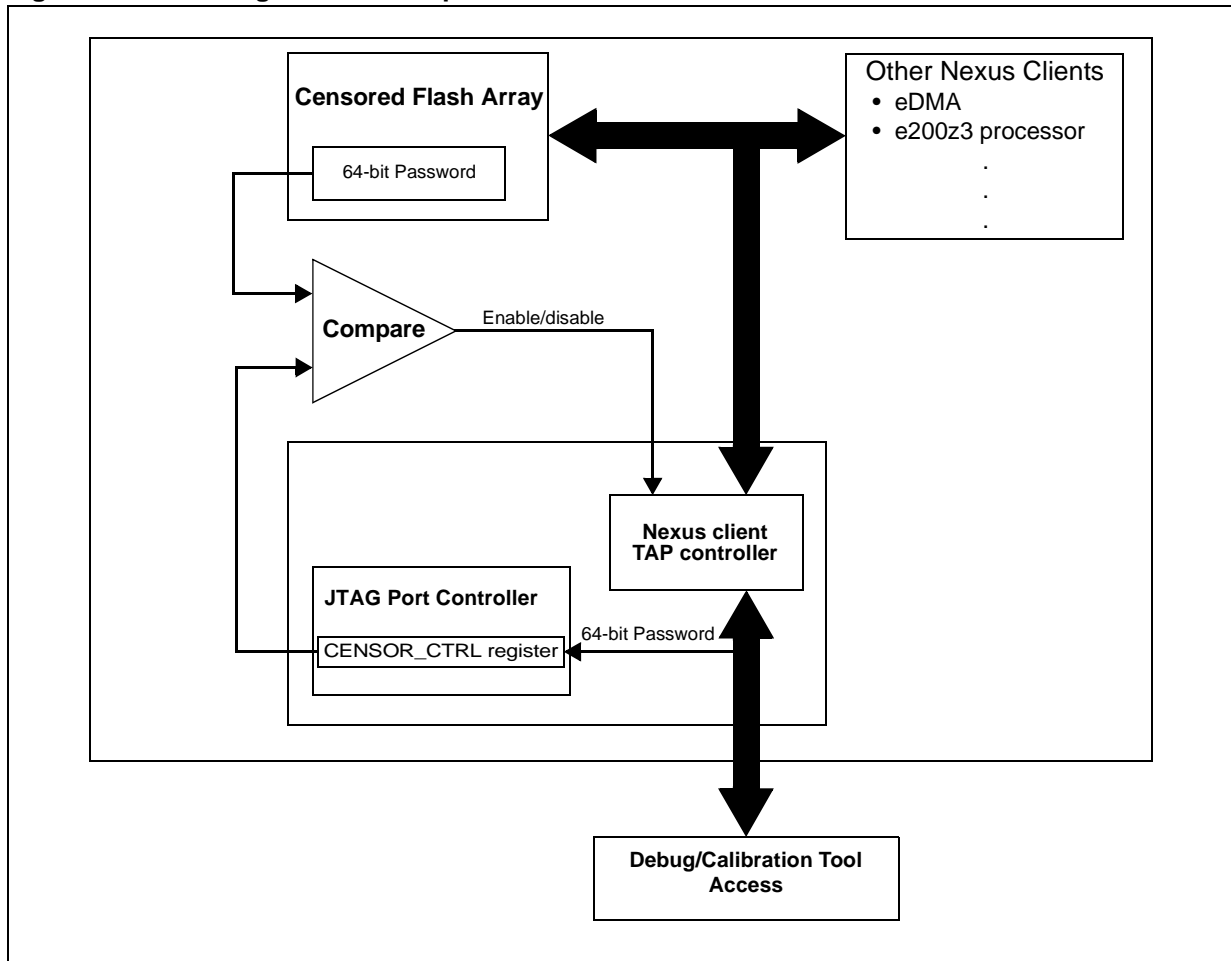 Censored Flash Array
64-bit Password
Other Nexus Clients
• eDMA
• e200z3 processor
.
.
.
Compare
Enable/disable
Nexus client
TAP controller
JTAG Port Controller
64-bit Password
CENSOR_CTRL register
Debug/Calibration Tool
Access